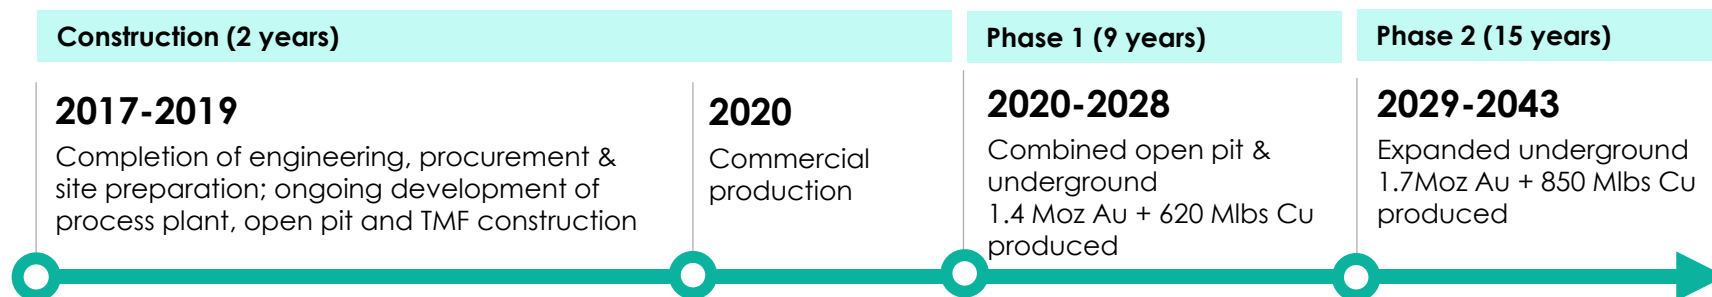 Construction (2 years)
2017-2019
Completion of engineering, procurement &
site preparation; ongoing development of
process plant, open pit and TMF construction
2020
Commercial
production
Phase 1 (9 years)
2020-2028
Combined open pit &
underground
1.4 Moz Au + 620 Mlbs Cu
produced
Phase 2 (15 years)
2029-2043
Expanded underground
1.7Moz Au + 850 Mlbs Cu
produced